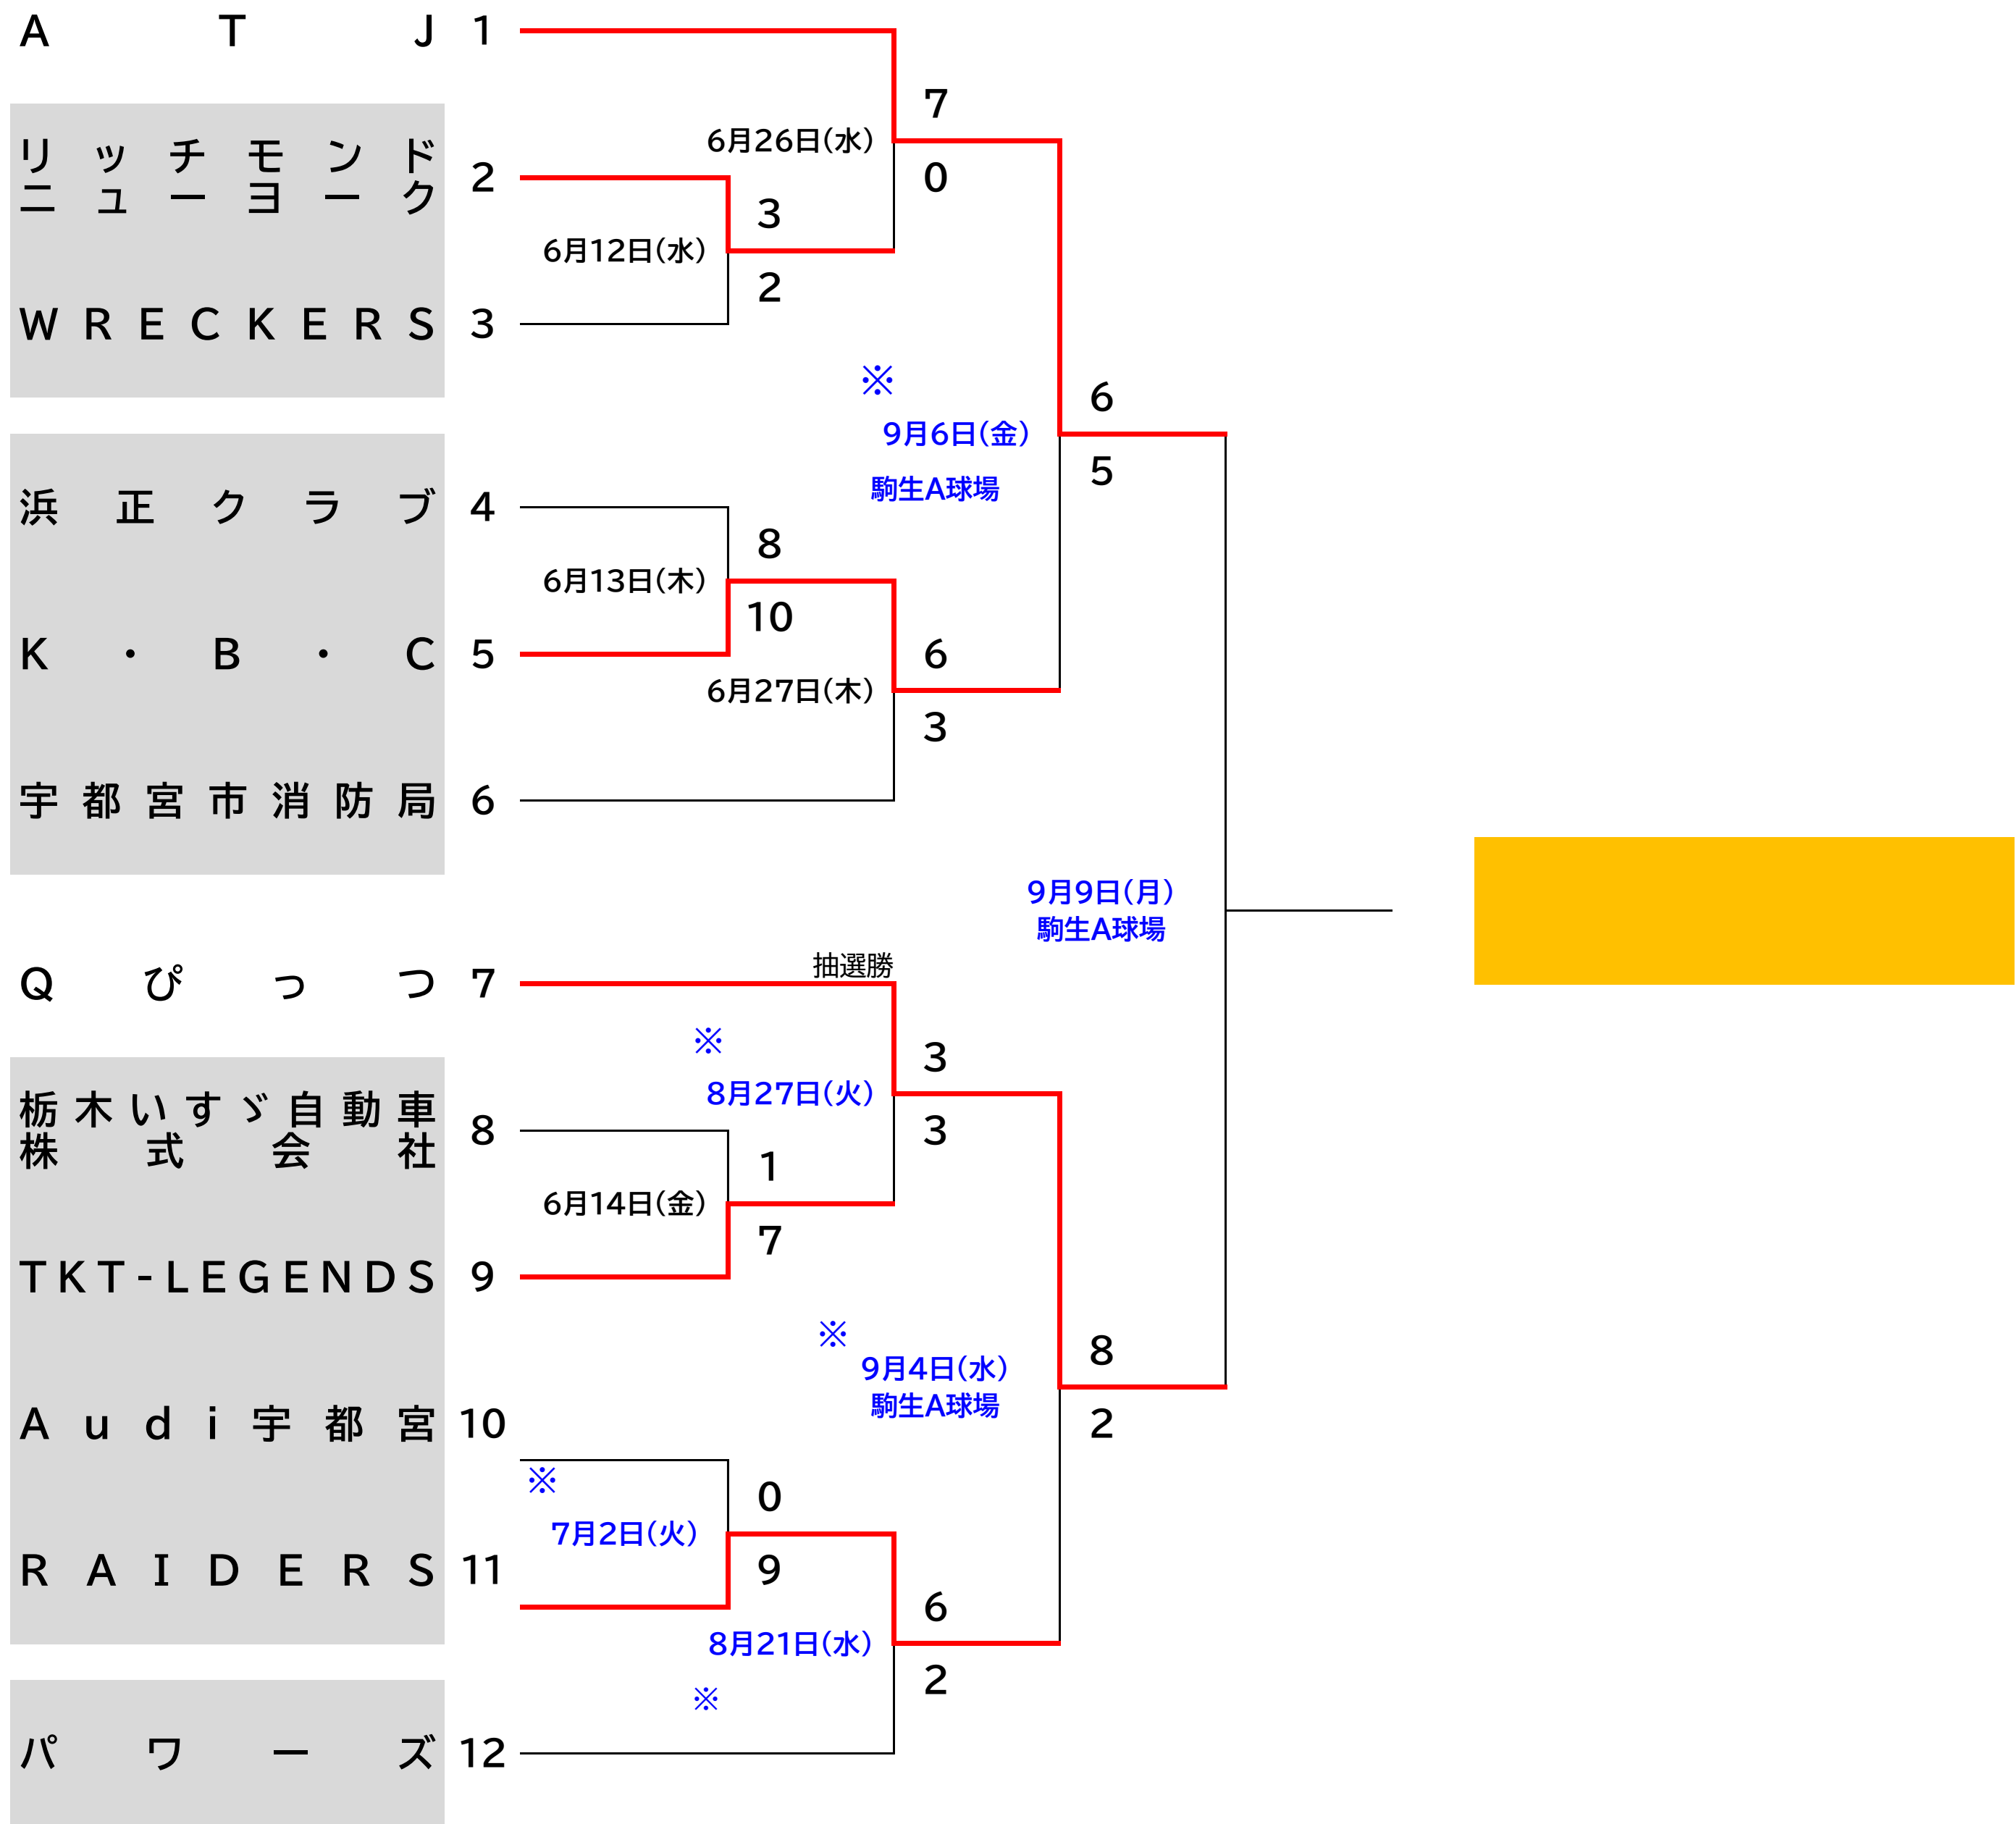 ATJ 1
7
6月26日(水)
リッチモンド
ニューヨーク 2
0
3
6月12日(水)
2
WRECKERS 3
※
6
9月6日(金)
5
駒生A球場
浜正クラブ 4
8
6月13日(木)
10
K・B・C 5
6
6月27日(木)
3
宇都宮市消防局 6
9月9日(月)
駒生A球場
抽選勝
Qぴっつ 7
※
3
8月27日(火)
3
栃木いすゞ自動車
株式会社 8
1
6月14日(金)
7
TKT-LEGENDS 9
※
8
9月4日(水)
駒生A球場
2
Audi宇都宮 10
※
0
7月2日(火)
9
RAIDERS 11
6
8月21日(水)
2
※
パワーズ 12